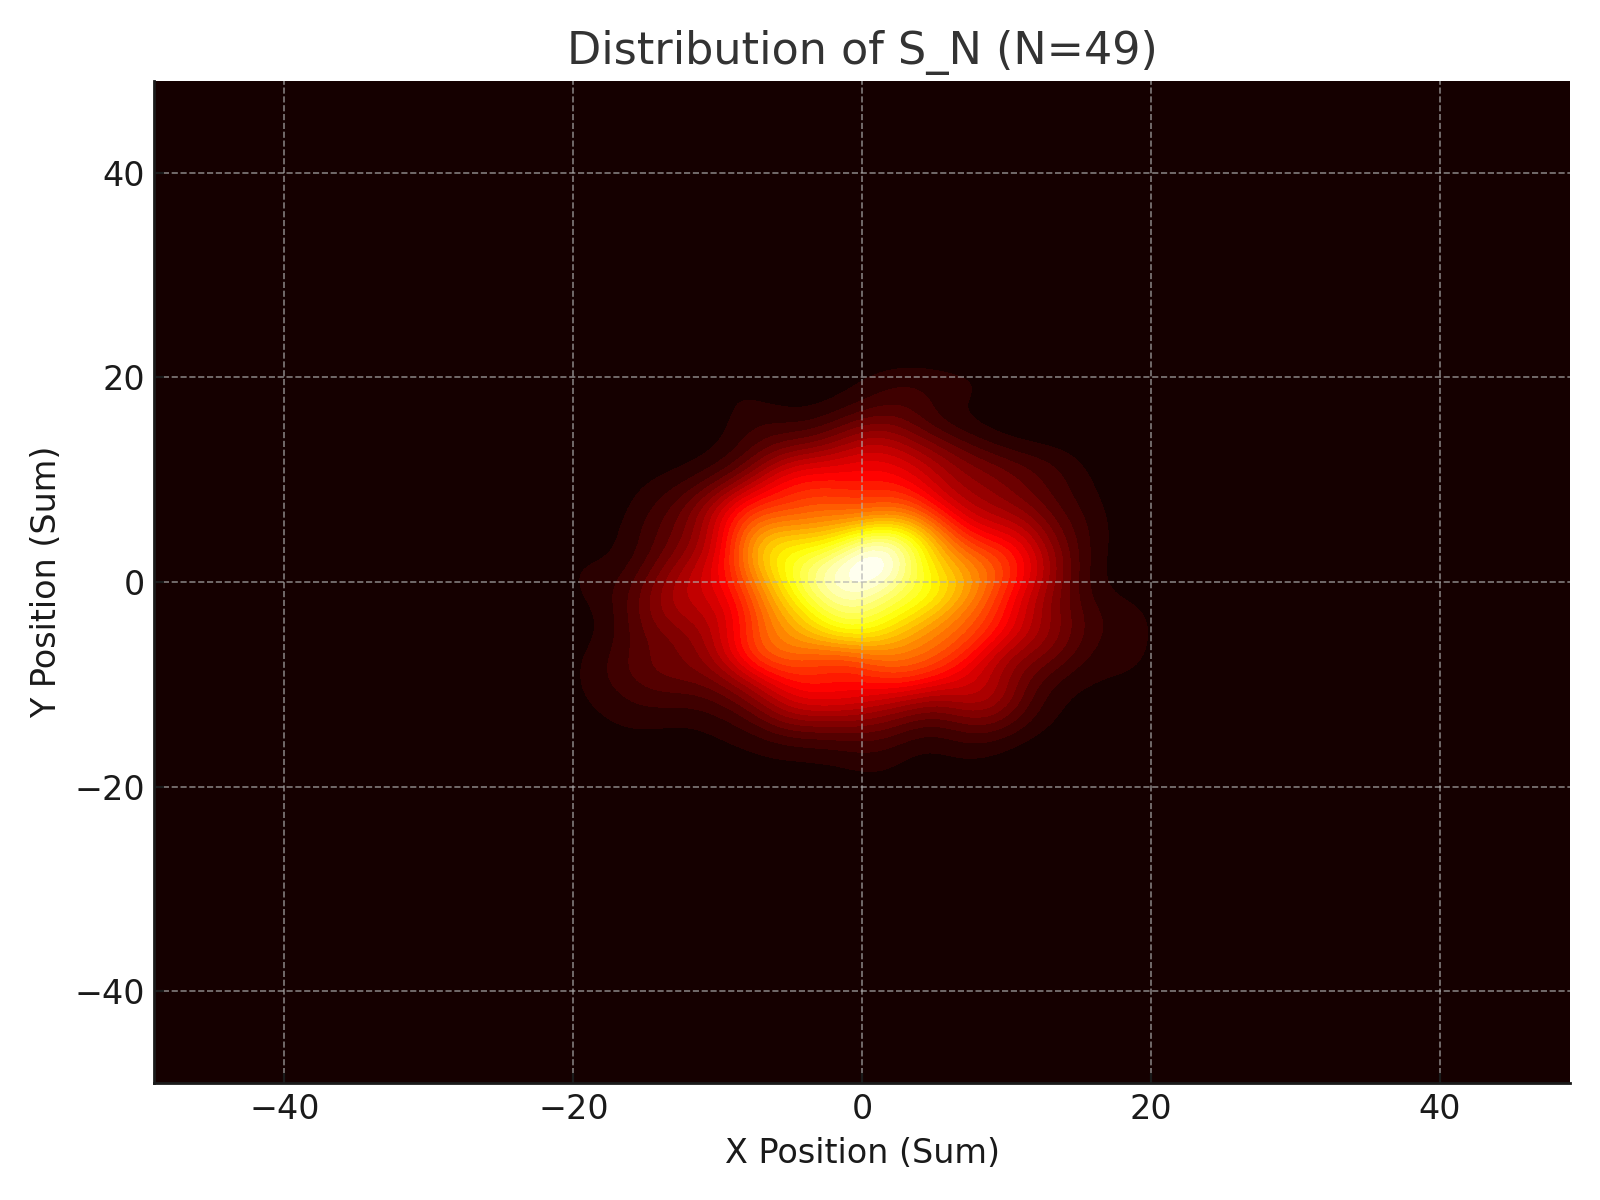 Distribution of S_N (N=49)
40
20
0
−20
−40
Y Position (Sum)
−40 −20 0 20 40
X Position (Sum)